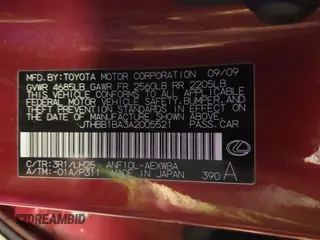 MFD. BY: TOYOTA MOTOR CORPORATION 09/09
GVWR 4685LB GAWR FR 2560LB RR 2205LB
THIS VEHICLE CONFORMS TO ALL APPLICABLE
FEDERAL MOTOR VEHICLE SAFETY, BUMPER, AND
THEFT PREVENTION STANDARDS IN EFFECT ON
THE DATE OF MANUFACTURE SHOWN ABOVE.
JTHBB1BA3A2005521 PASS. CAR
C/TR: 3R1/LH25 ANF10L-AEXWBA
A/TM: -01A/P311 MADE IN JAPAN 390 A
DREAMBID